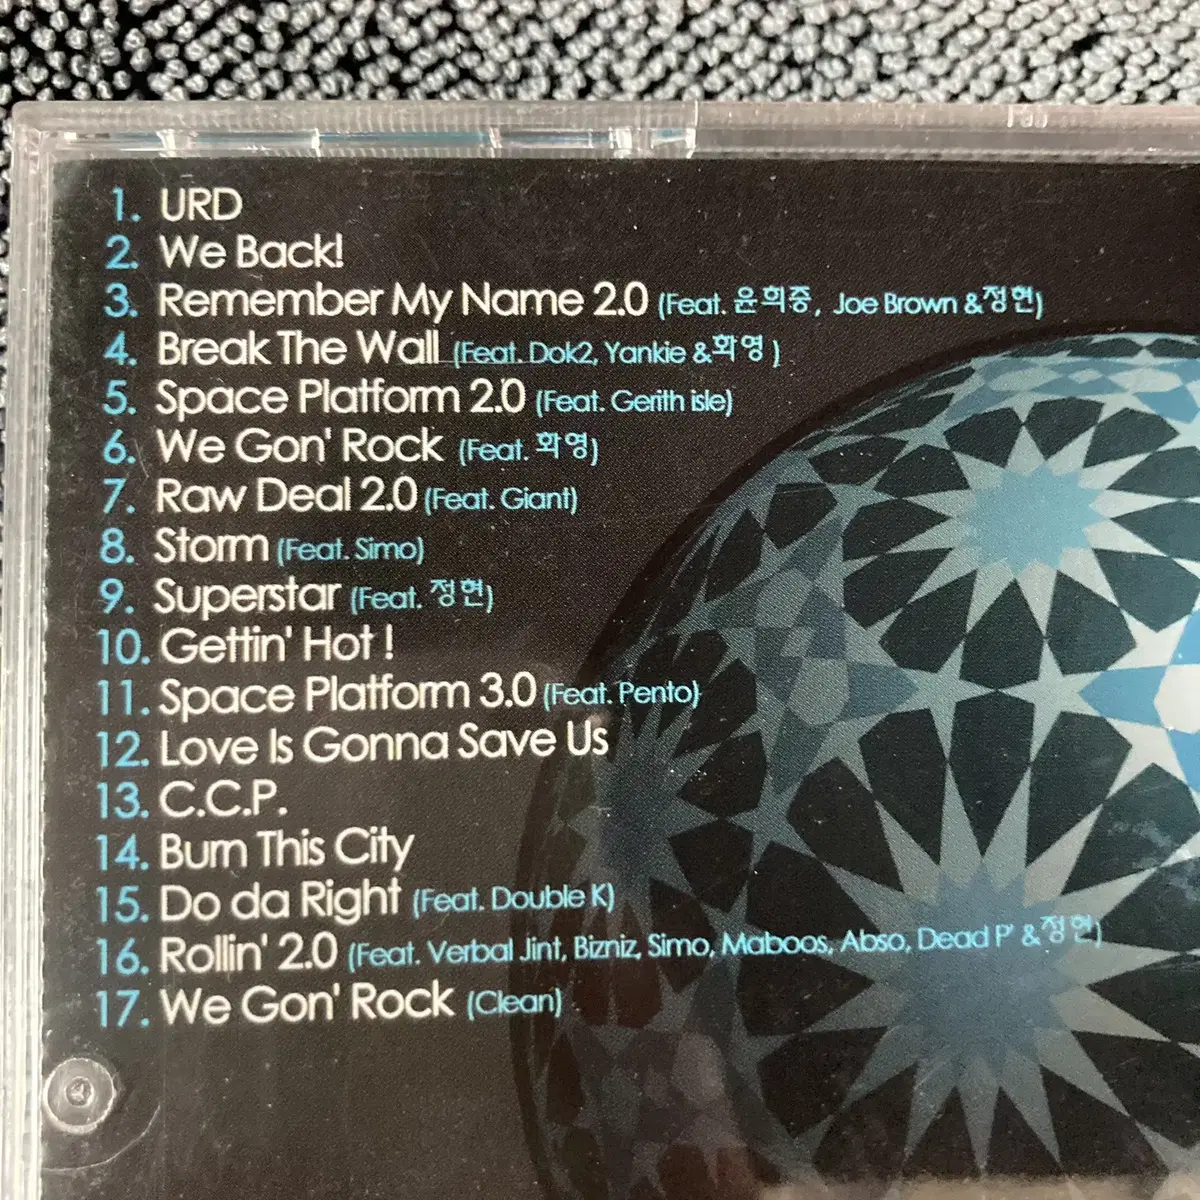 1. URD
2. We Back!
3. Remember My Name 2.0 (Feat. 윤희중, Joe Brown &정현)
4. Break The Wall (Feat. Dok2, Yankie &화영 )
5. Space Platform 2.0 (Feat. Gerith isle)
6. We Gon' Rock (Feat. 화영)
7. Raw Deal 2.0 (Feat. Giant)
8. Storm (Feat. Simo)
9. Superstar (Feat. 정현)
10. Gettin' Hot !
11. Space Platform 3.0 (Feat. Pento)
12. Love Is Gonna Save Us
13. C.C.P.
14. Burn This City
15. Do da Right (Feat. Double K)
16. Rollin' 2.0 (Feat. Verbal Jint, Bizniz, Simo, Maboos, Abso, Dead P' &정현)
17. We Gon' Rock (Clean)